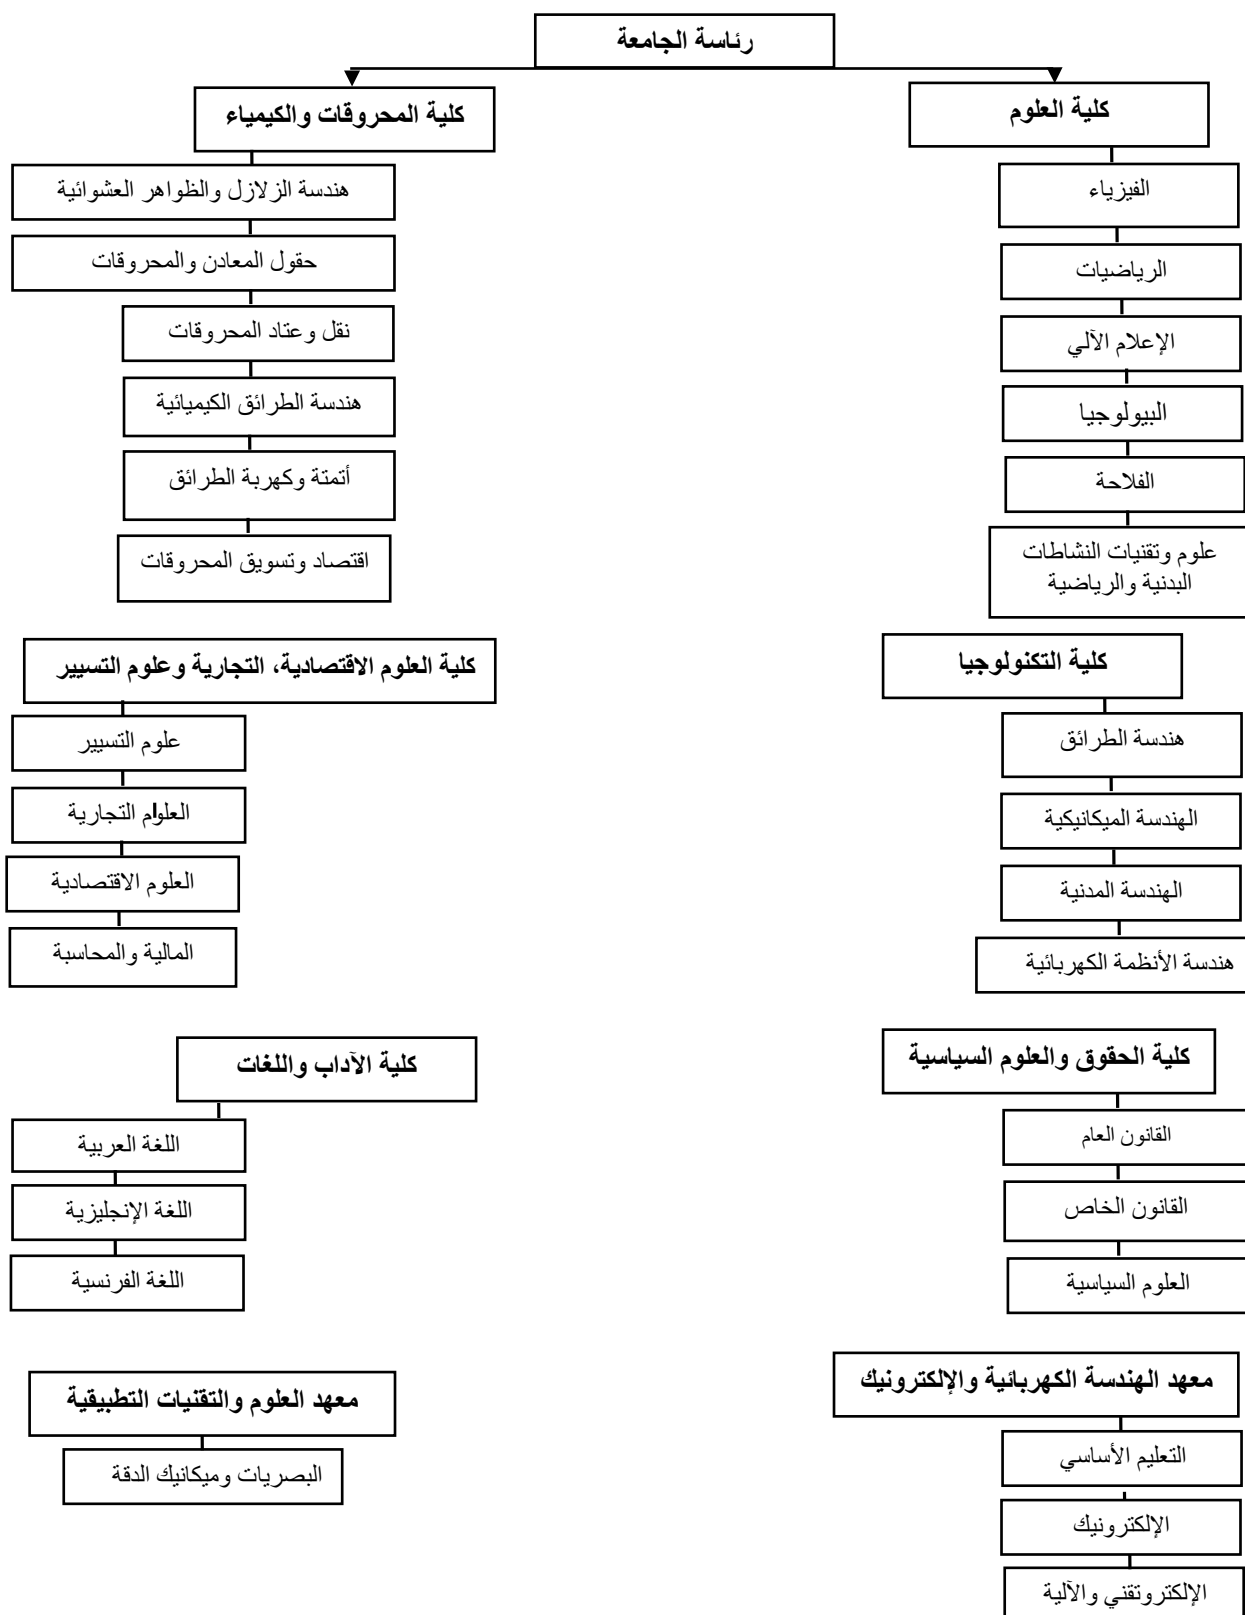 رئاسة الجامعة
كلية العلوم
الفيزياء
الرياضيات
الإعلام الآلي
البيولوجيا
الفلاحة
علوم وتقنيات النشاطات
البدنية والرياضية
كلية المحروقات والكيمياء
هندسة الزلازل والظواهر العشوائية
حقول المعادن والمحروقات
نقل وعتاد المحروقات
هندسة الطرائق الكيميائية
أتمتة وكهربة الطرائق
اقتصاد وتسويق المحروقات
كلية التكنولوجيا
هندسة الطرائق
الهندسة الميكانيكية
الهندسة المدنية
هندسة الأنظمة الكهربائية
كلية العلوم الاقتصادية، التجارية وعلوم التسيير
علوم التسيير
العلوم التجارية
العلوم الاقتصادية
المالية والمحاسبة
كلية الحقوق والعلوم السياسية
القانون العام
القانون الخاص
العلوم السياسية
كلية الآداب واللغات
اللغة العربية
اللغة الإنجليزية
اللغة الفرنسية
معهد الهندسة الكهربائية والإلكترونيك
التعليم الأساسي
الإلكترونيك
الإلكتروتقني والآلية
معهد العلوم والتقنيات التطبيقية
البصريات وميكانيك الدقة